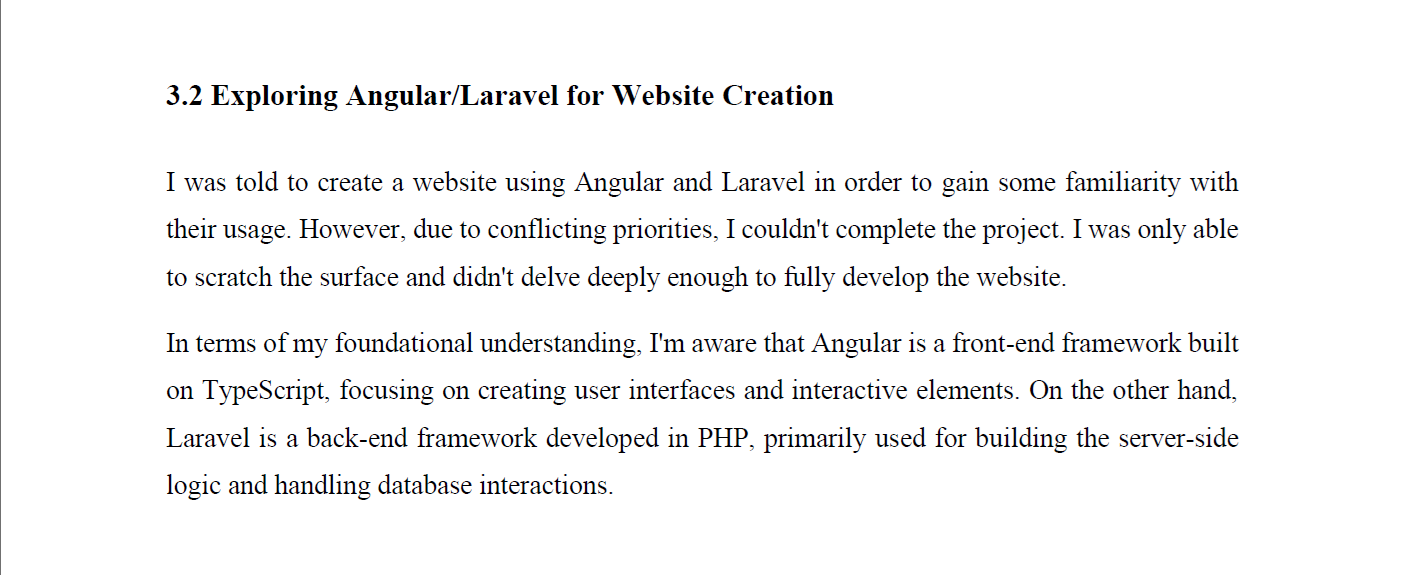 3.2 Exploring Angular/Laravel for Website Creation
I was told to create a website using Angular and Laravel in order to gain some familiarity with
their usage. However, due to conflicting priorities, I couldn't complete the project. I was only able
to scratch the surface and didn't delve deeply enough to fully develop the website.
In terms of my foundational understanding, I'm aware that Angular is a front-end framework built
on TypeScript, focusing on creating user interfaces and interactive elements. On the other hand,
Laravel is a back-end framework developed in PHP, primarily used for building the server-side
logic and handling database interactions.